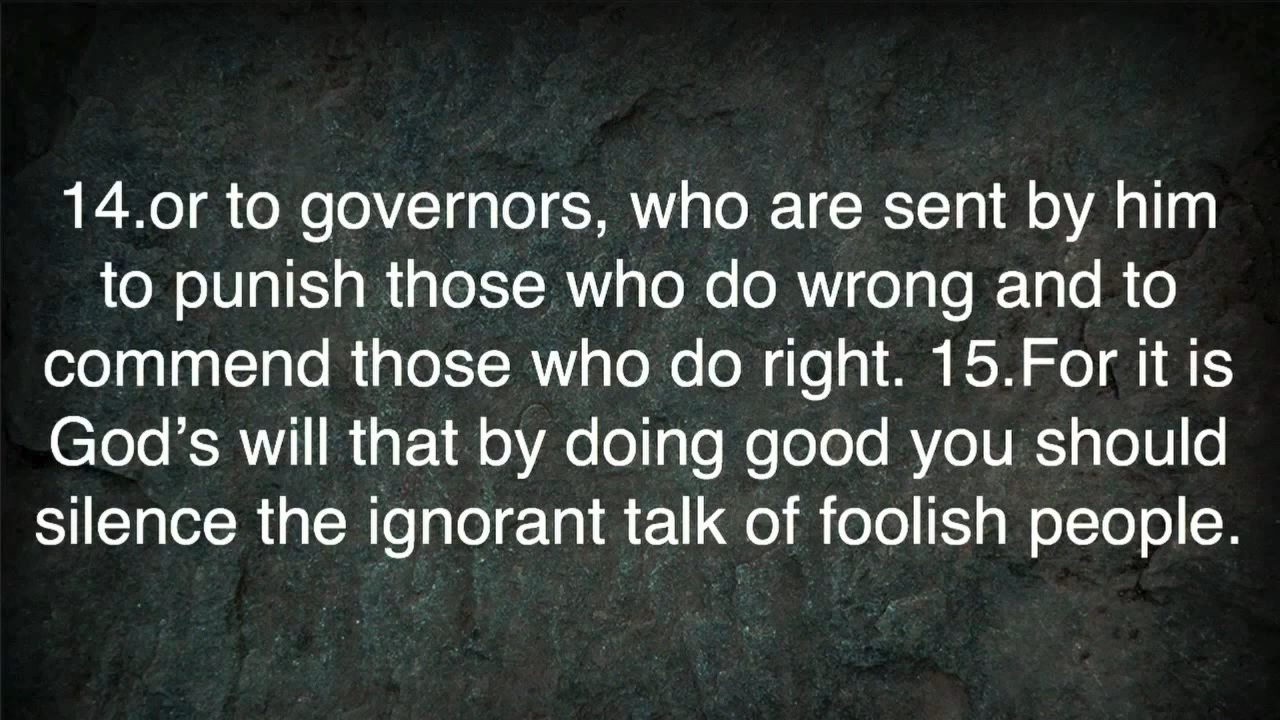 14.or to governors, who are sent by him
to punish those who do wrong and to
commend those who do right. 15.For it is
God’s will that by doing good you should
silence the ignorant talk of foolish people.